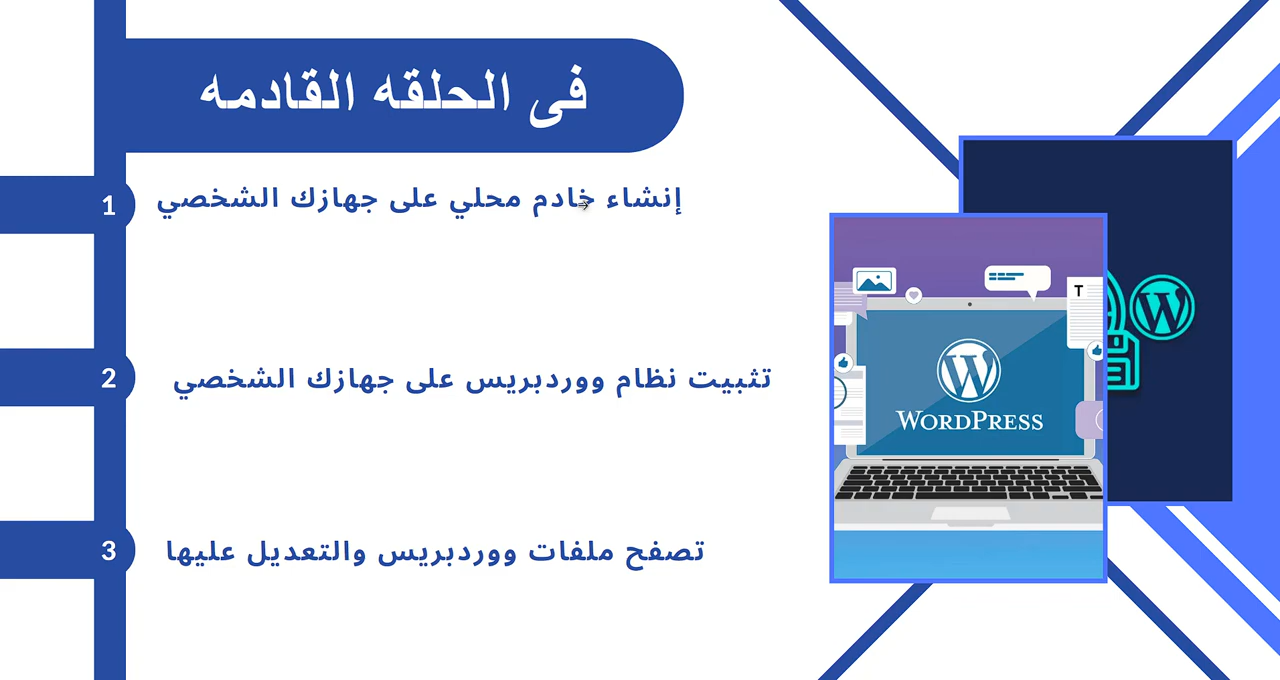 فى الحلقه القادمه
1 إنشاء خادم محلي على جهازك الشخصي
2 تثبيت نظام ووردبريس على جهازك الشخصي
3 تصفح ملفات ووردبريس والتعديل عليها
T
WORDPRESS